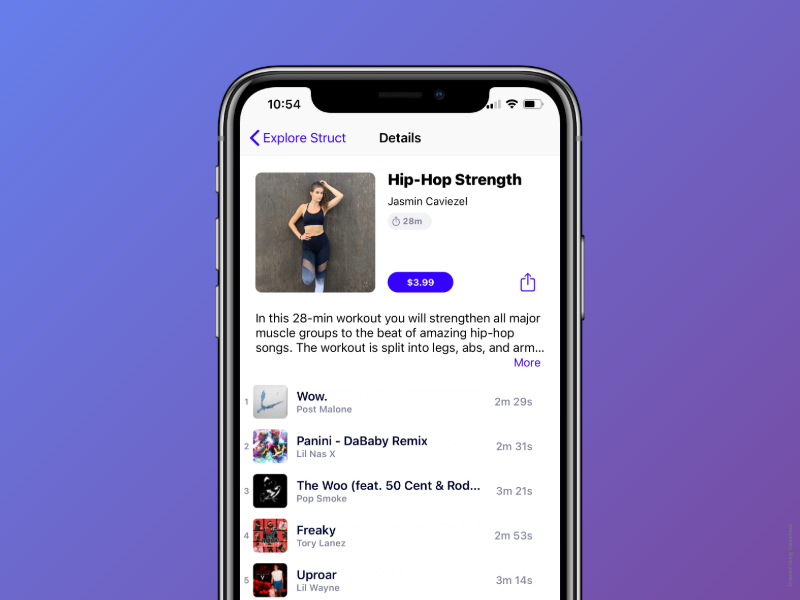 10:54
Explore Struct
Details
Hip-Hop Strength
Jasmin Caviezel
28m
$3.99
In this 28-min workout you will strengthen all major
muscle groups to the beat of amazing hip-hop
songs. The workout is split into legs, abs, and arm...
More
1
Wow.
Post Malone
2m 29s
2
Panini - DaBaby Remix
Lil Nas X
2m 31s
3
The Woo (feat. 50 Cent & Rod...
Pop Smoke
3m 21s
4
Freaky
Tory Lanez
2m 53s
5
Uproar
Lil Wayne
3m 14s